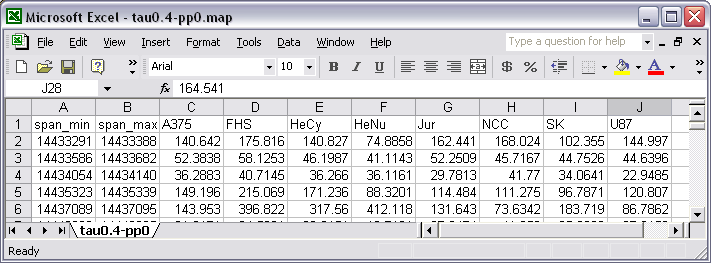 Microsoft Excel - tau0.4-pp0.map
File Edit View Insert Format Tools Data Window Help Type a question for help
Arial 10 B I U $ %
J28 fx 164.541
A B C D E F G H I J
1 span_min span_max A375 FHS HeCy HeNu Jur NCC SK U87
2 14433291 14433388 140.642 175.816 140.827 74.8858 162.441 168.024 102.355 144.997
3 14433586 14433682 52.3838 58.1253 46.1987 41.1143 52.2509 45.7167 44.7526 44.6396
4 14434054 14434140 36.2883 40.7145 36.266 36.1161 29.7813 41.77 34.0641 22.9485
5 14435323 14435339 149.196 215.069 171.236 88.3201 114.484 111.275 96.7871 120.807
6 14437089 14437095 143.953 396.822 317.56 412.118 131.643 73.6342 183.719 86.7862
tau0.4-pp0
Ready